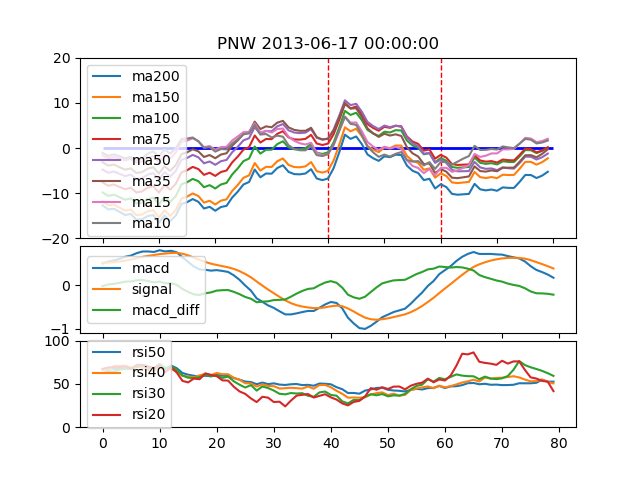 PNW 2013-06-17 00:00:00
20
10
0
−10
−20
ma200
ma150
ma100
ma75
ma50
ma35
ma15
ma10
0
−1
macd
signal
macd_diff
100
50
0
rsi50
rsi40
rsi30
rsi20
0 10 20 30 40 50 60 70 80